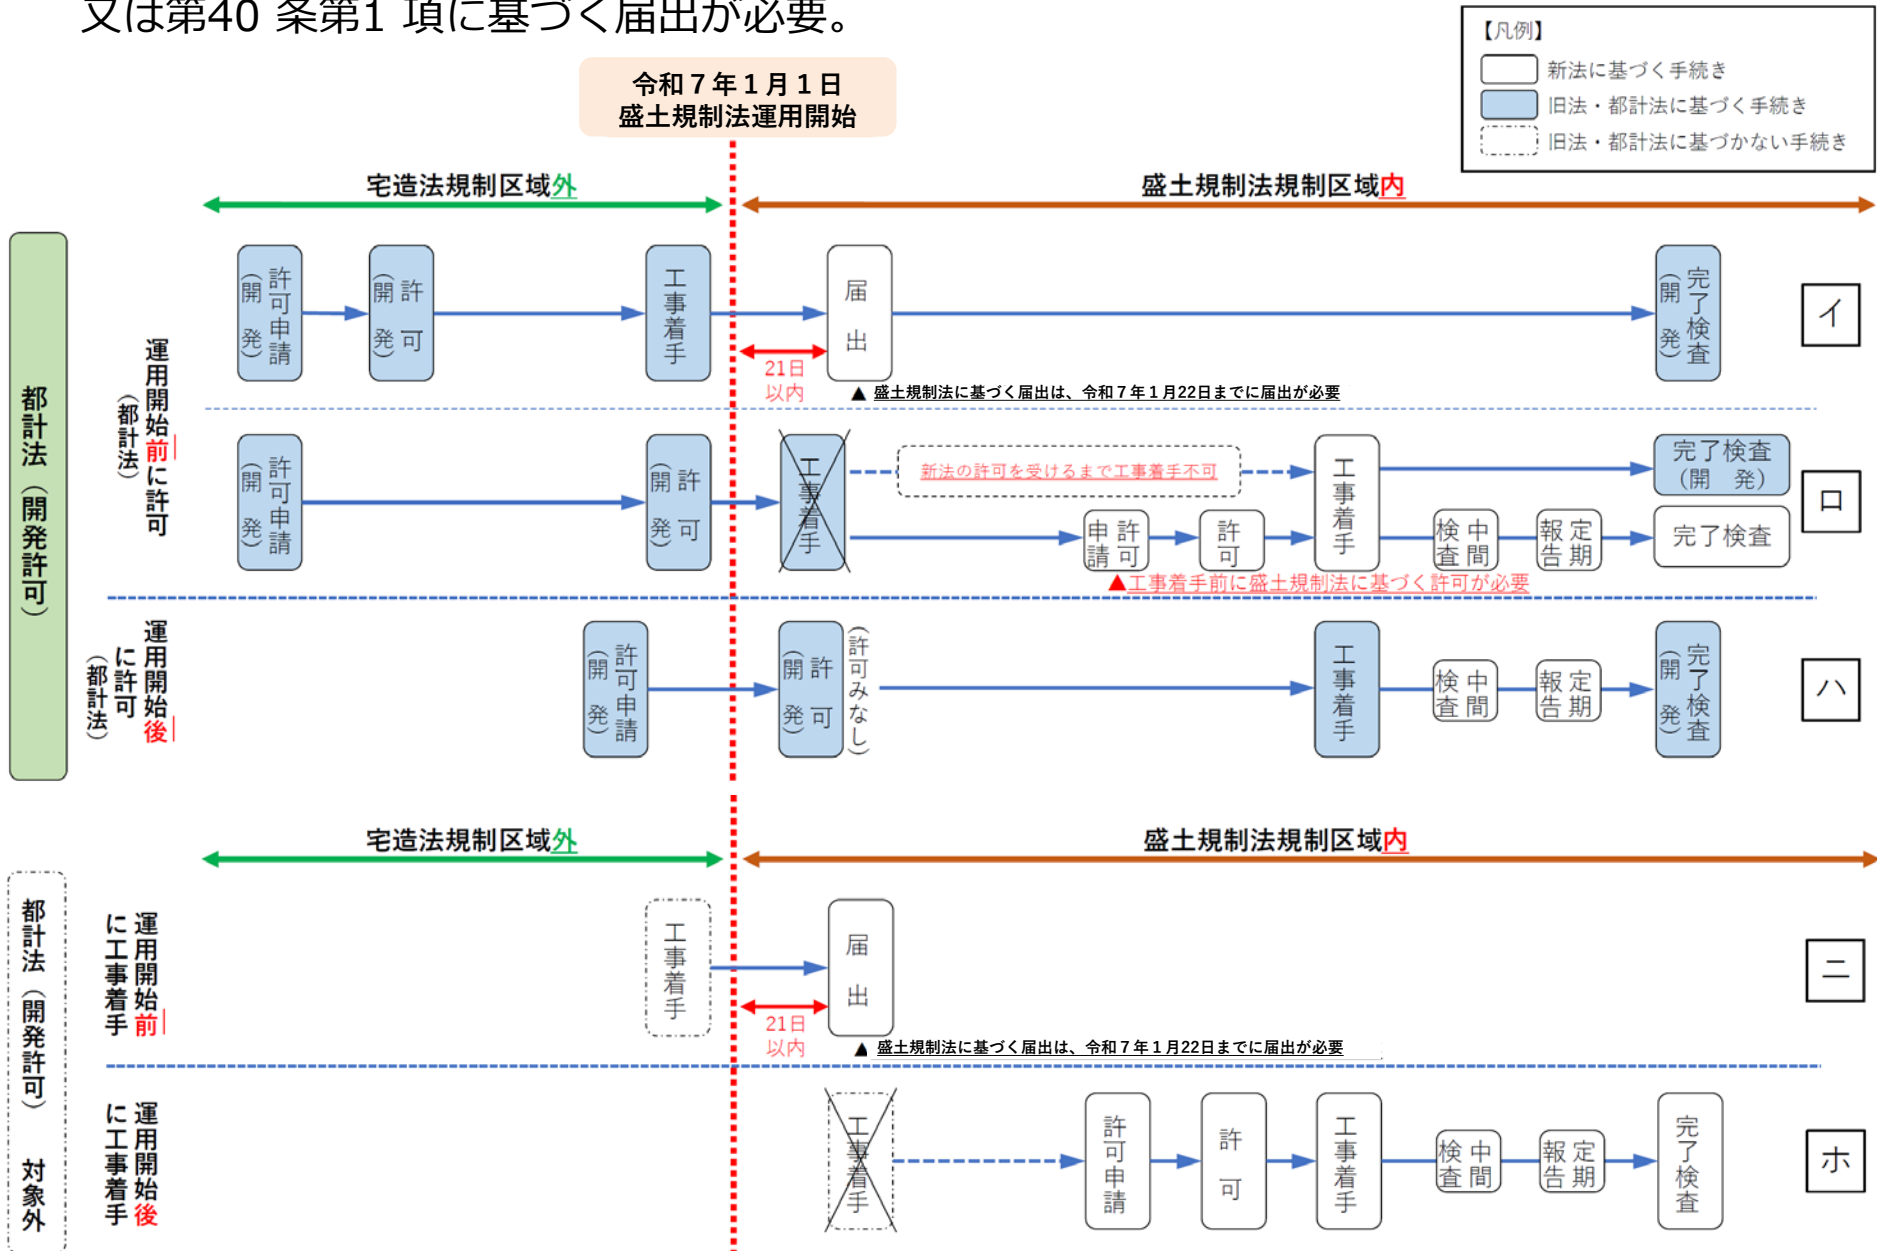 又は第40 条第1 項に基づく届出が必要。
【凡例】
新法に基づく手続き
旧法・都計法に基づく手続き
旧法・都計法に基づかない手続き
令和７年１月１日
盛土規制法運用開始
宅造法規制区域外
盛土規制法規制区域内
都計法（開発許可）
運用開始前に許可
（都計法）
許可申請
（開　発）
許　可
（開　発）
工事着手
届　出
完了検査
（開　発）
イ
21日
以内
▲ 盛土規制法に基づく届出は、令和７年１月22日までに届出が必要
許可申請
（開　発）
許　可
（開　発）
工事着手
新法の許可を受けるまで工事着手不可
工事着手
完了検査
（開　発）
ロ
許可
申請
許可
中間
検査
定期
報告
完了検査
▲工事着手前に盛土規制法に基づく許可が必要
運用開始後
に許可
（都計法）
許可申請
（開　発）
許　可
（開　発）
（許可みなし）
工事着手
中間
検査
定期
報告
完了検査
（開　発）
ハ
宅造法規制区域外
盛土規制法規制区域内
都計法（開発許可）　対象外
運用開始前
に工事着手
工事着手
届　出
ニ
21日
以内
▲ 盛土規制法に基づく届出は、令和７年１月22日までに届出が必要
運用開始後
に工事着手
工事着手
許可申請
許　可
工事着手
中間
検査
定期
報告
完了検査
ホ